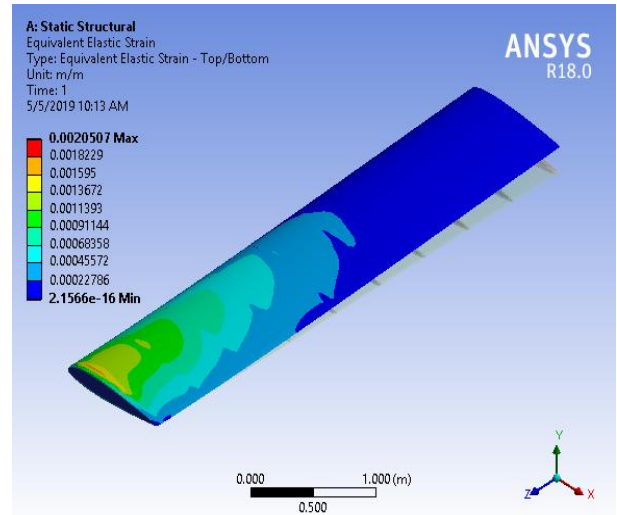 A: Static Structural
Equivalent Elastic Strain
Type: Equivalent Elastic Strain - Top/Bottom
Unit: m/m
Time: 1
5/5/2019 10:13 AM
ANSYS
R18.0
0.0020507 Max
0.0018229
0.001595
0.0013672
0.0011393
0.00091144
0.00068358
0.00045572
0.00022786
2.1566e-16 Min
0.000
1.000 (m)
0.500
Y
Z
X